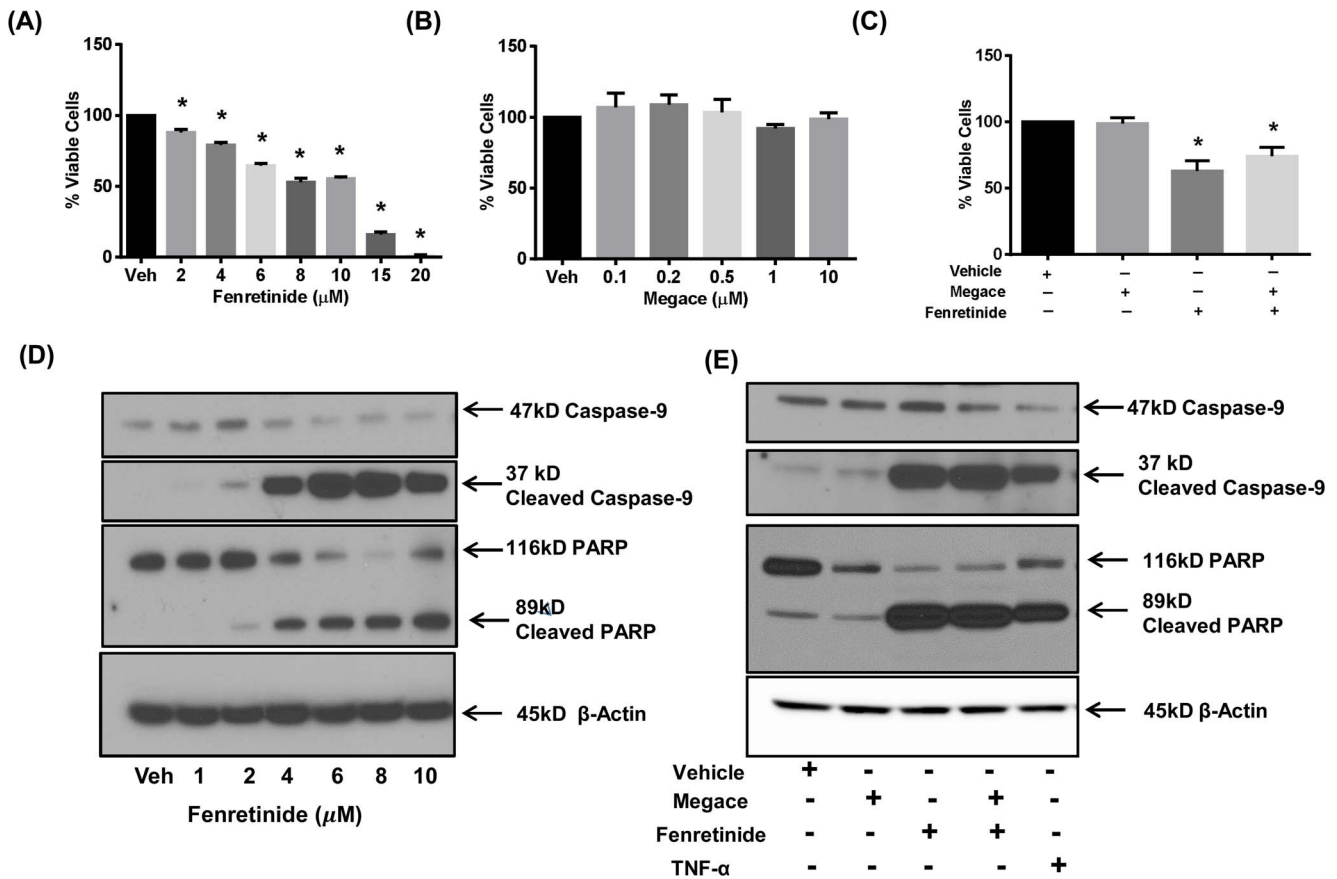 (A)
150
100
50
0
% Viable Cells
* * * * * * *
Veh 2 4 6 8 10 15 20
Fenretinide (μM)
(B)
150
100
50
0
% Viable Cells
Veh 0.1 0.2 0.5 1 10
Megace (μM)
(C)
150
100
50
0
% Viable Cells
* *
Vehicle + – – –
Megace – + – +
Fenretinide – – + +
(D)
47kD Caspase-9
37 kD
Cleaved Caspase-9
116kD PARP
89kD
Cleaved PARP
45kD β-Actin
Veh 1 2 4 6 8 10
Fenretinide (μM)
(E)
47kD Caspase-9
37 kD
Cleaved Caspase-9
116kD PARP
89kD
Cleaved PARP
45kD β-Actin
Vehicle + - - - -
Megace - + - + -
Fenretinide - - + + -
TNF-α - - - - +